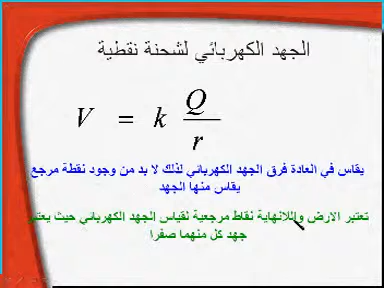 الجهد الكهربائي لشحنة نقطية
V = k Q / r
يقاس في العادة فرق الجهد الكهربائي لذلك لا بد من وجود نقطة مرجع
يقاس منها الجهد
تعتبر الارض واللانهاية نقاط مرجعية لقياس الجهد الكهربائي حيث يعتبر
جهد كل منهما صفرا